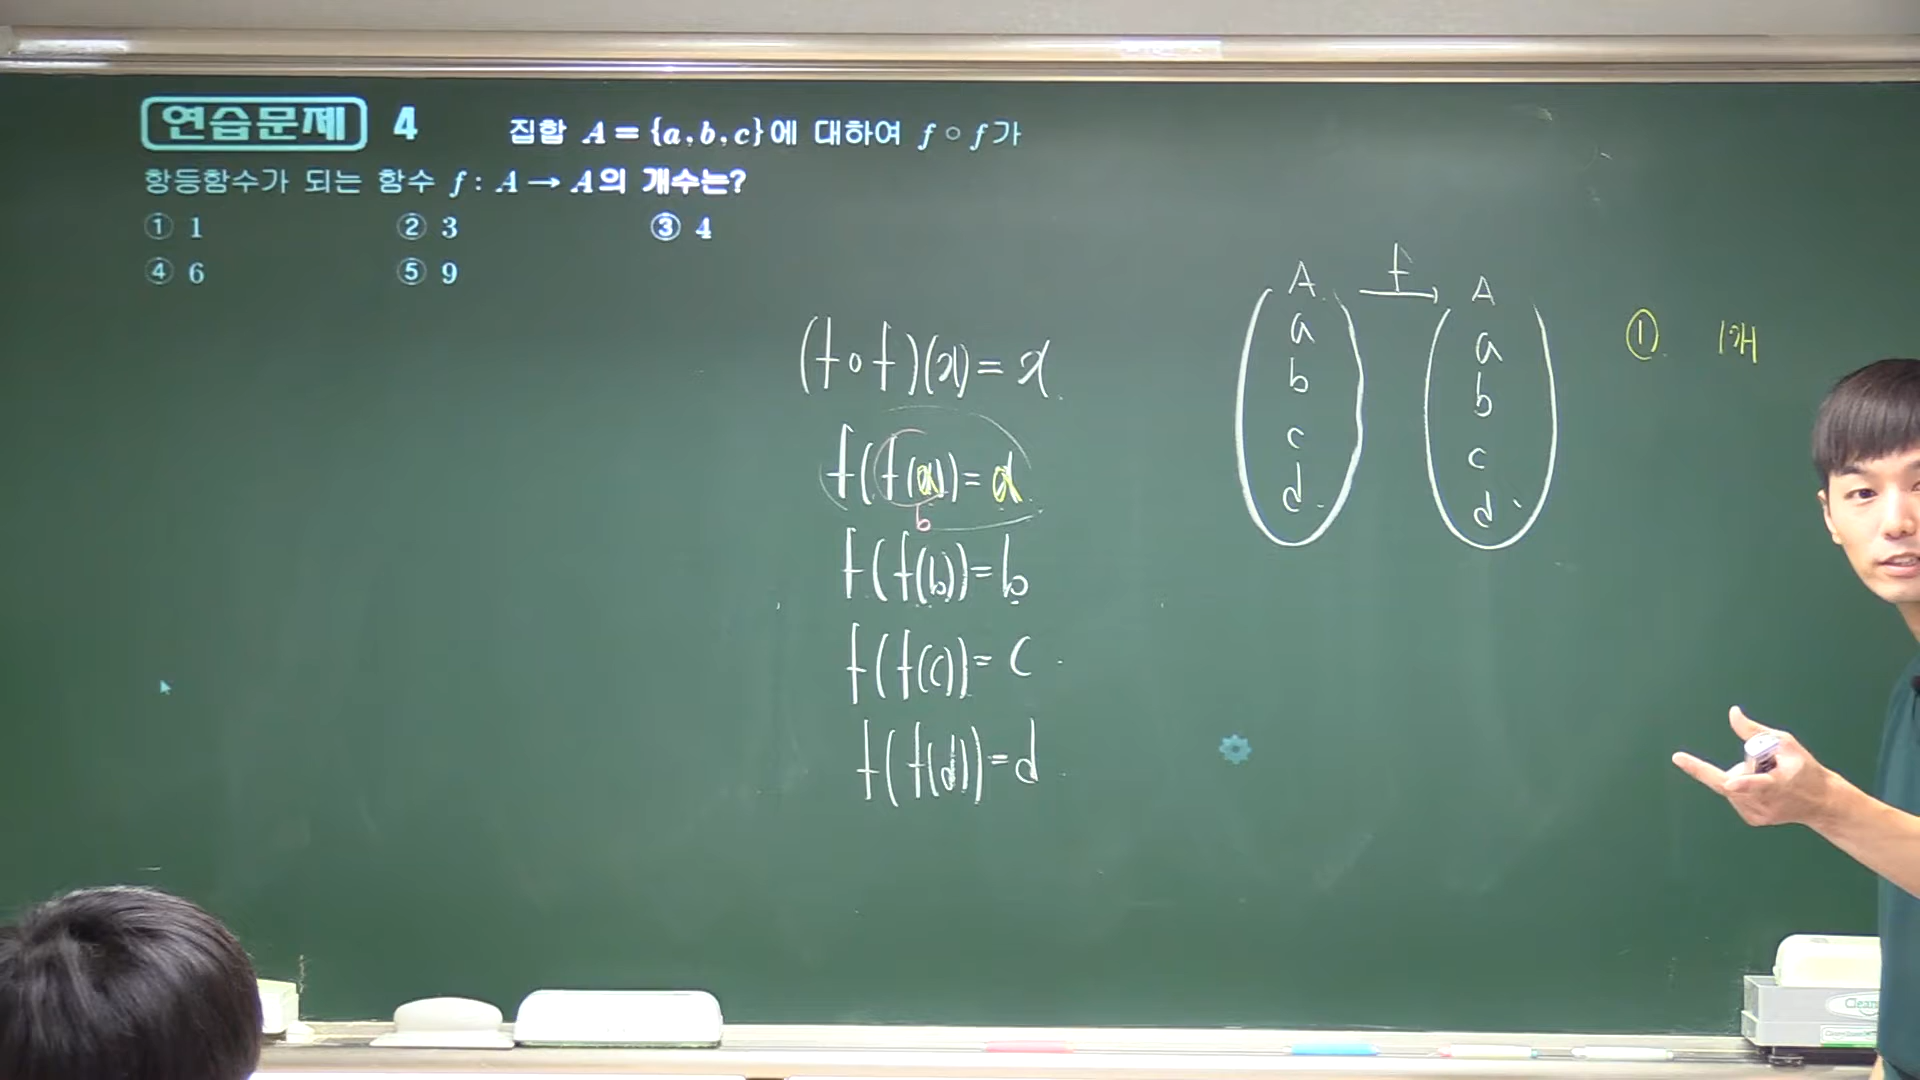 연습문제 4 집합 A = {a, b, c}에 대하여 f ∘ f가
항등함수가 되는 함수 f : A → A의 개수는?
① 1 ② 3 ③ 4
④ 6 ⑤ 9
(f∘f)(x) = x
f(f(a)) = a
b
f(f(b)) = b
f(f(c)) = c
f(f(d)) = d
f
A A
a a
b b
c c
d d
① 1개
Clean